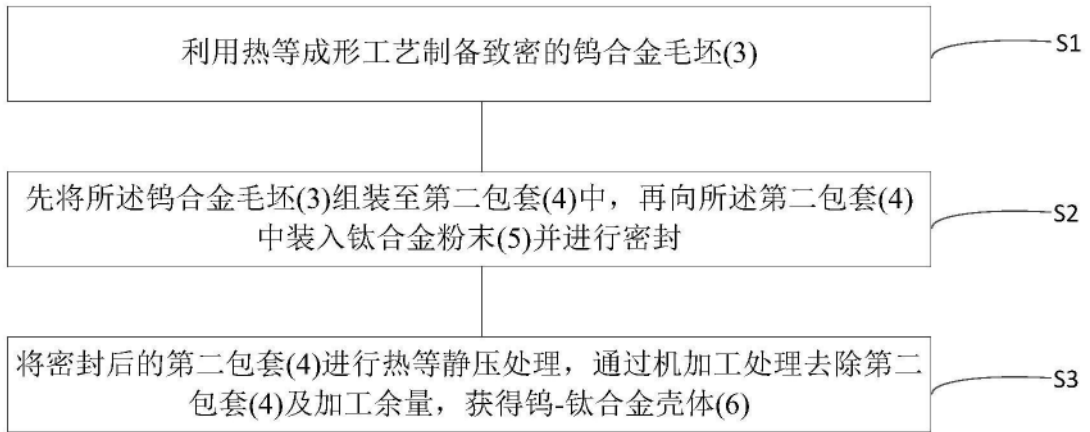 利用热等成形工艺制备致密的钨合金毛坯(3)
S1
先将所述钨合金毛坯(3)组装至第二包套(4)中，再向所述第二包套(4)
中装入钛合金粉末(5)并进行密封
S2
将密封后的第二包套(4)进行热等静压处理，通过机加工处理去除第二
包套(4)及加工余量，获得钨-钛合金壳体(6)
S3